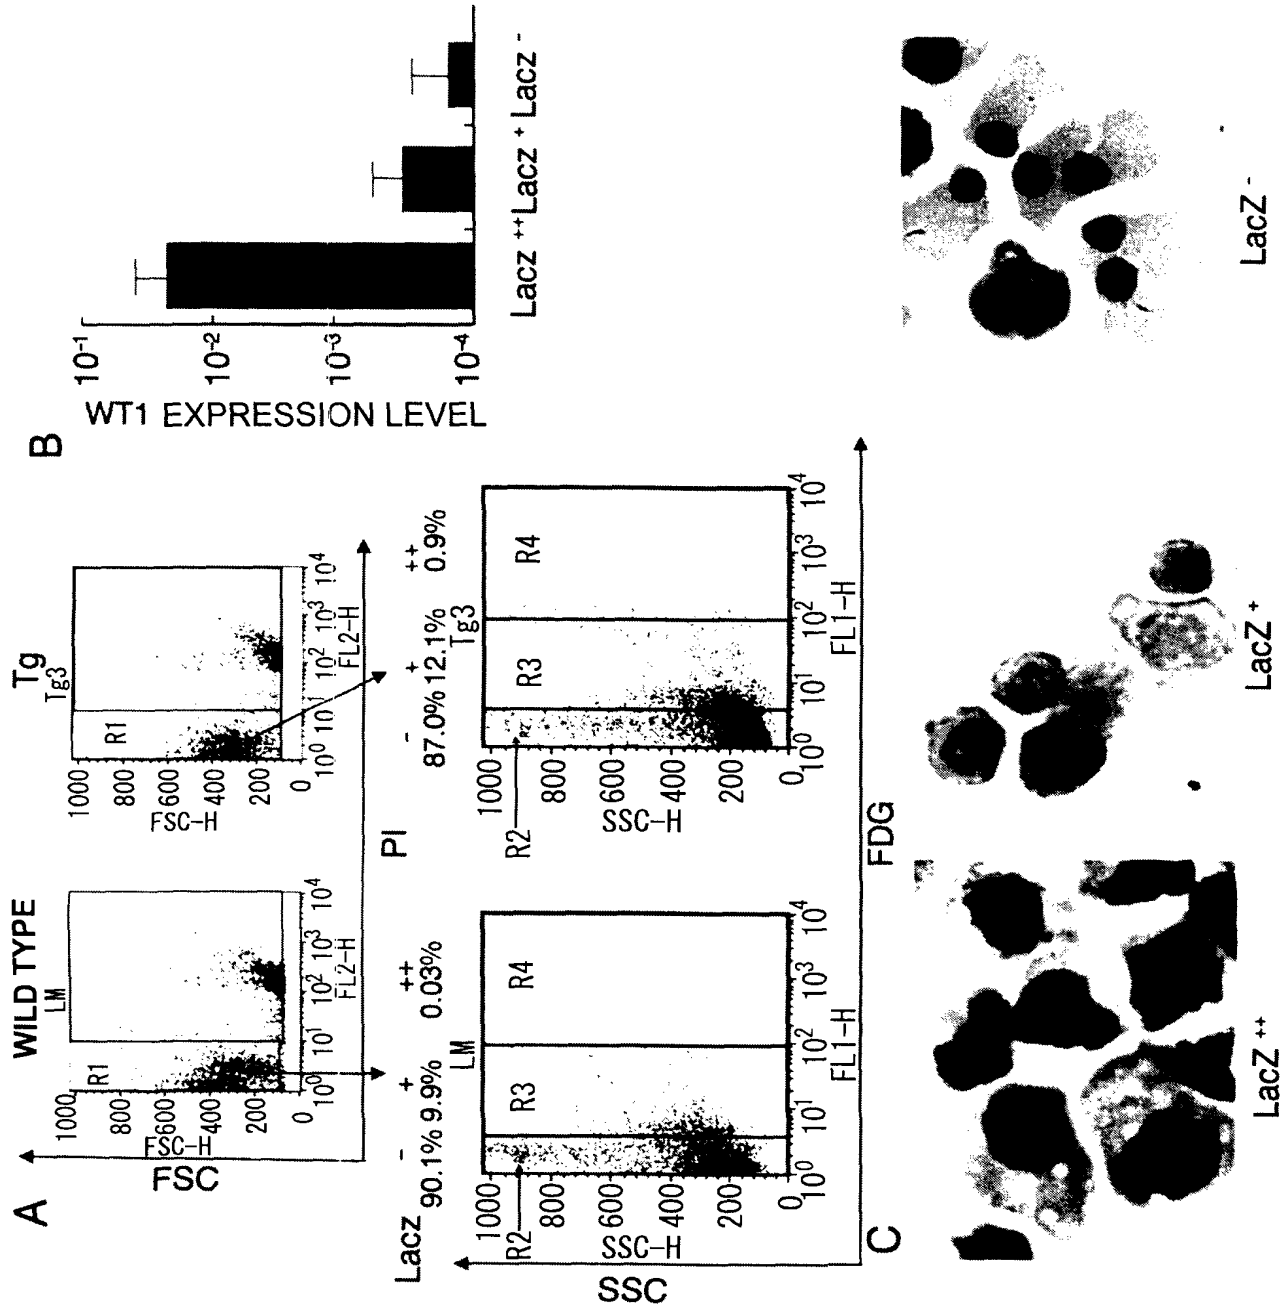 A
WILD TYPE
LM
1000
800
600
400
200
0
FSC-H
R1
10^0 10^1 10^2 10^3 10^4
FL2-H
FSC
Tg
Tg3
1000
800
600
400
200
0
FSC-H
R1
10^0 10^1 10^2 10^3 10^4
FL2-H
PI
Lacz - + ++
90.1% 9.9% 0.03%
LM
1000
800
600
400
200
0
SSC-H
R2
R3
R4
10^0 10^1 10^2 10^3 10^4
FL1-H
SSC
- + ++
87.0% 12.1% 0.9%
Tg3
1000
800
600
400
200
0
SSC-H
R2
R2
R3
R4
10^0 10^1 10^2 10^3 10^4
FL1-H
FDG
B
WT1 EXPRESSION LEVEL
10^-1
10^-2
10^-3
10^-4
Lacz ++ Lacz + Lacz -
C
LacZ ++
LacZ +
LacZ -